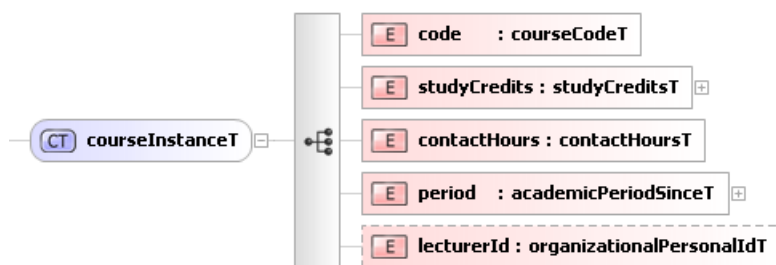 E code : courseCodeT
E studyCredits : studyCreditsT
CT courseInstanceT
E contactHours : contactHoursT
E period : academicPeriodSinceT
E lecturerId : organizationalPersonalIdT